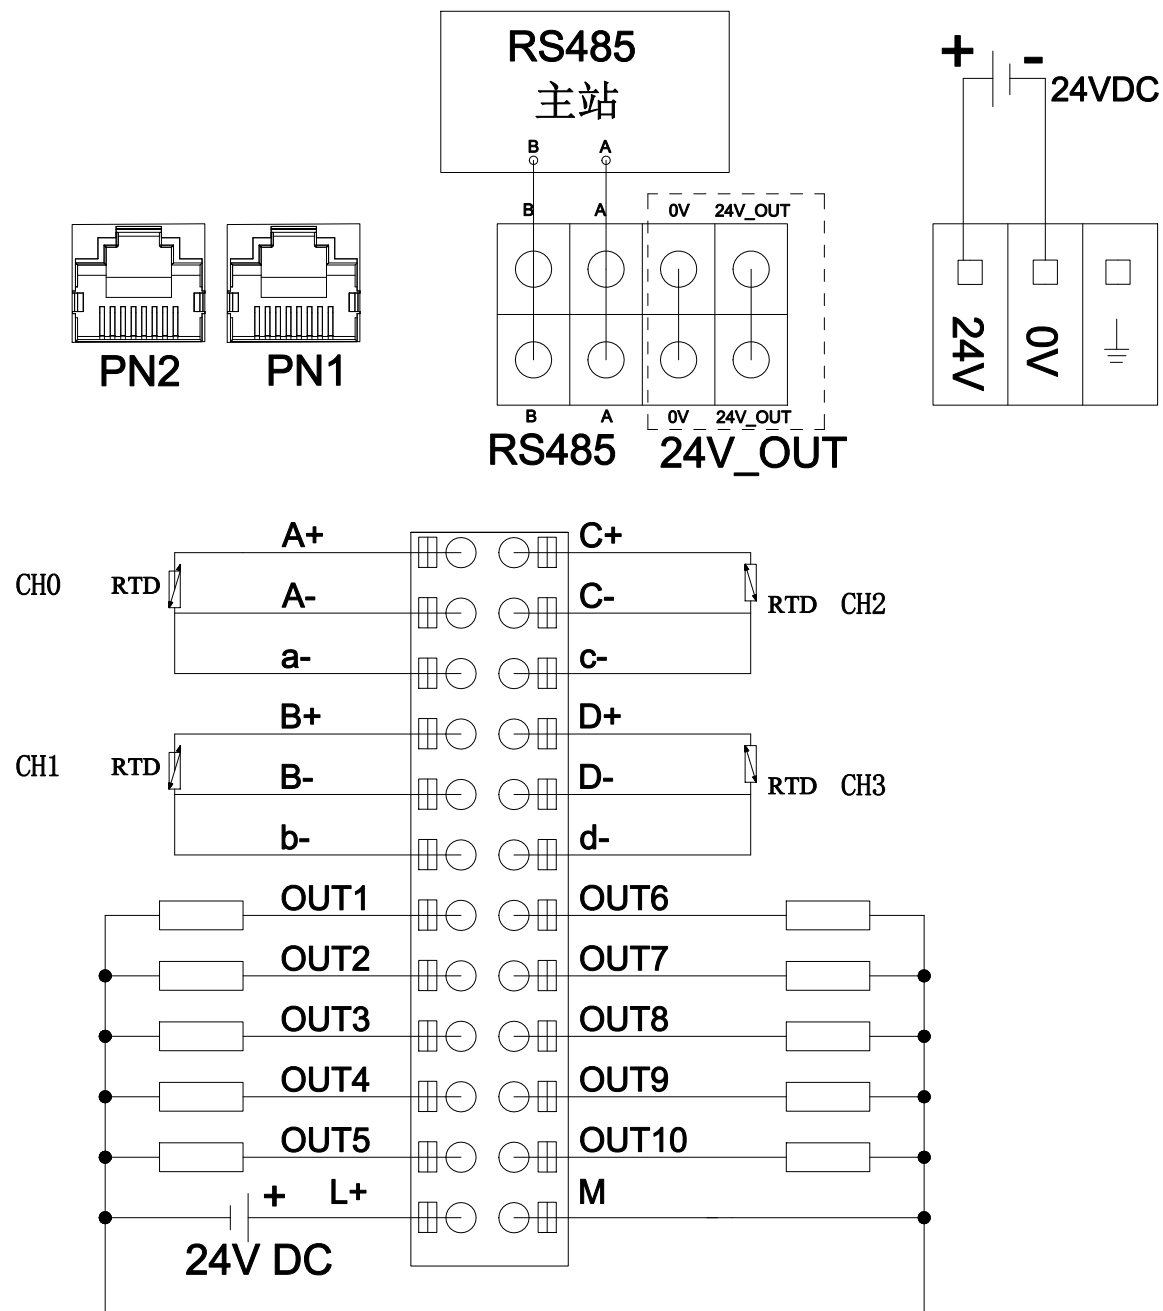 RS485
主站
B A
+ -
24VDC
B A 0V 24V_OUT
PN2 PN1
24V 0V
B A 0V 24V_OUT
RS485 24V_OUT
A+ C+
CH0 RTD A- C- RTD CH2
a- c-
B+ D+
CH1 RTD B- D- RTD CH3
b- d-
OUT1 OUT6
OUT2 OUT7
OUT3 OUT8
OUT4 OUT9
OUT5 OUT10
+ L+ M
24V DC